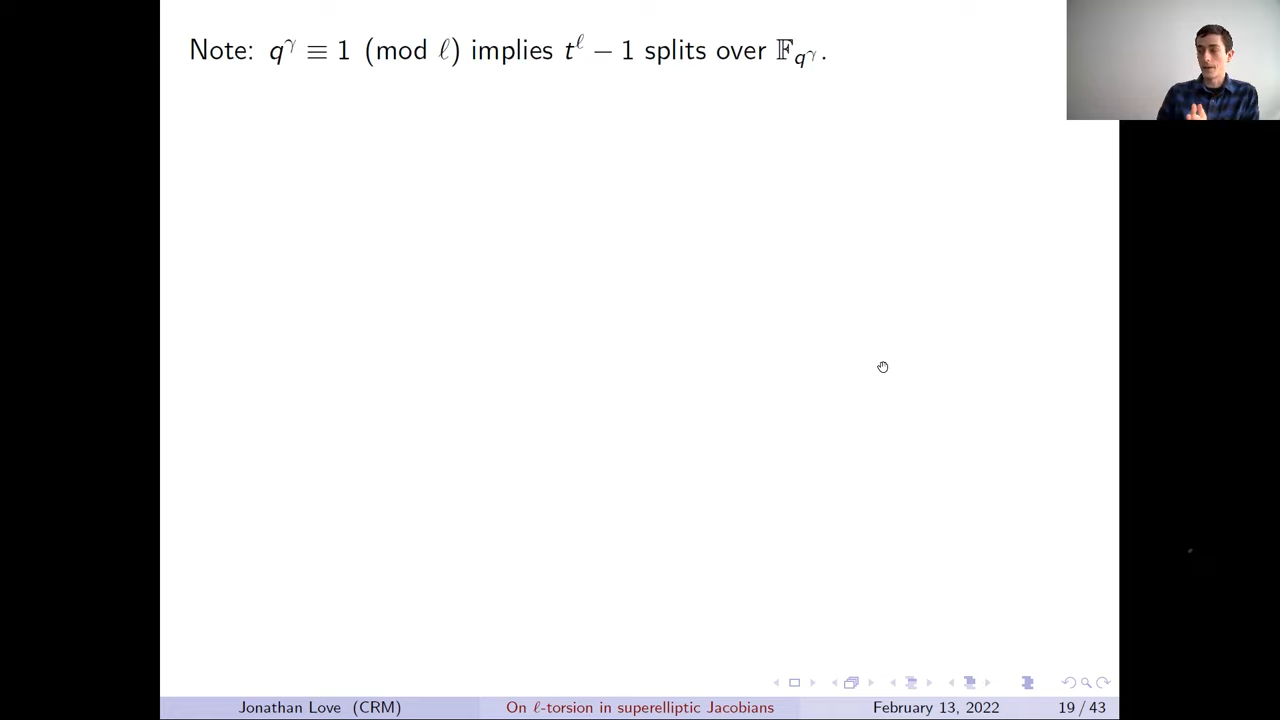 Note: q^γ ≡ 1 (mod ℓ) implies t^ℓ − 1 splits over 𝔽_{q^γ}.
Jonathan Love (CRM) On ℓ-torsion in superelliptic Jacobians February 13, 2022 19 / 43